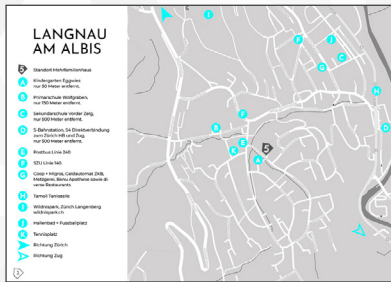 LANGNAU
AM ALBIS
5 Standort Mehrfamilienhaus
A Kindergarten Eggwies
nur 50 Meter entfernt.
B Primarschule Wolfgraben,
nur 150 Meter entfernt.
C Sekundarschule Vorder Zelg,
nur 500 Meter entfernt.
D S-Bahnstation, S4 Direktverbindung
zum Zürich HB und Zug,
nur 500 Meter entfernt.
E Postbus Linie 240
F SZU Linie 140
G Coop + Migros, Geldautomat ZKB,
Metzgerei, Benu Apotheke sowie di-
verse Restaurants
H Tamoil Tankstelle
I Wildnispark, Zürich Langenberg
wildnispark.ch
J Hallenbad + Fussballplatz
K Tennisplatz
Richtung Zürich
Richtung Zug
I
F
J
C
G
H
F
B
D
E
K
5
A